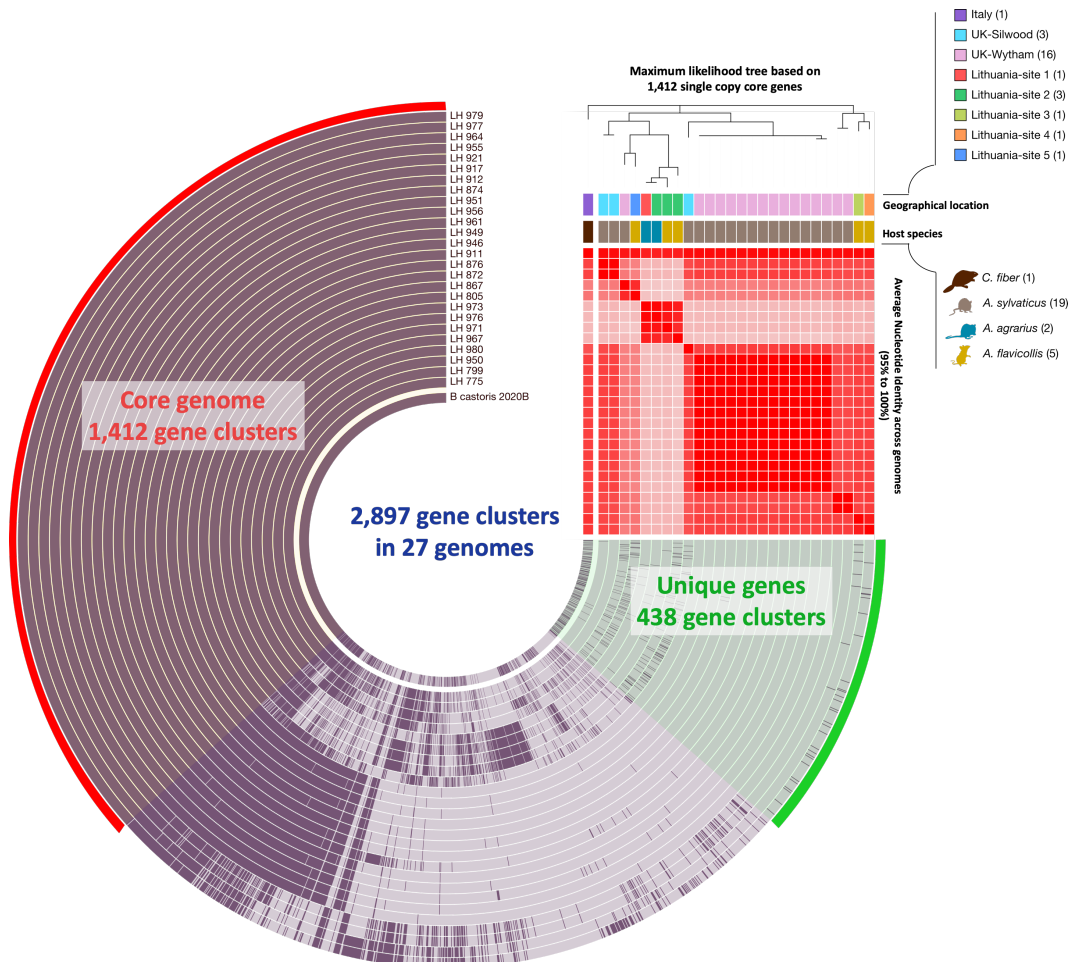 Italy (1)
UK-Silwood (3)
UK-Wytham (16)
Lithuania-site 1 (1)
Lithuania-site 2 (3)
Lithuania-site 3 (1)
Lithuania-site 4 (1)
Lithuania-site 5 (1)
Maximum likelihood tree based on
1,412 single copy core genes
Geographical location
Host species
C. fiber (1)
A. sylvaticus (19)
A. agrarius (2)
A. flavicollis (5)
Average Nucleotide Identity across genomes
(95% to 100%)
LH 979
LH 977
LH 964
LH 955
LH 921
LH 917
LH 912
LH 874
LH 951
LH 956
LH 961
LH 949
LH 946
LH 911
LH 876
LH 872
LH 867
LH 805
LH 973
LH 976
LH 971
LH 967
LH 980
LH 950
LH 799
LH 775
B castoris 2020B
Core genome
1,412 gene clusters
2,897 gene clusters
in 27 genomes
Unique genes
438 gene clusters